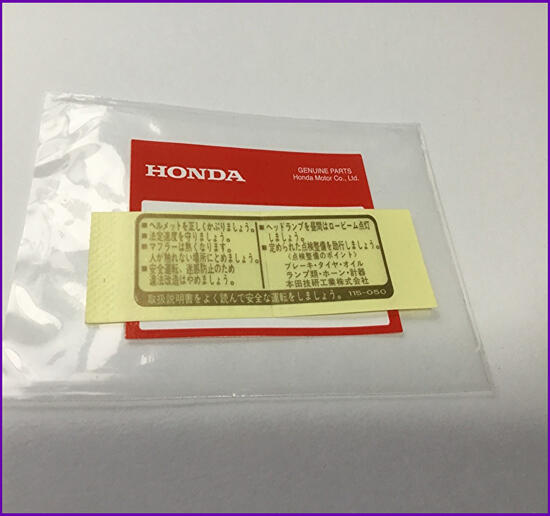 HONDA
GENUINE PARTS
Honda Motor Co., Ltd.
■ヘルメットを正しくかぶりましょう。
■法定速度を守りましょう。
■マフラーは熱くなります。
人が触れない場所にとめましょう。
■安全運転、迷惑防止のため
違法改造はやめましょう。
■ヘッドランプを昼間はロービーム点灯
しましょう。
■定められた点検整備を励行しましょう。
(点検整備のポイント)
ブレーキ・タイヤ・オイル
ランプ類・ホーン・計器
本田技研工業株式会社
取扱説明書をよく読んで安全な運転をしましょう。
115-050